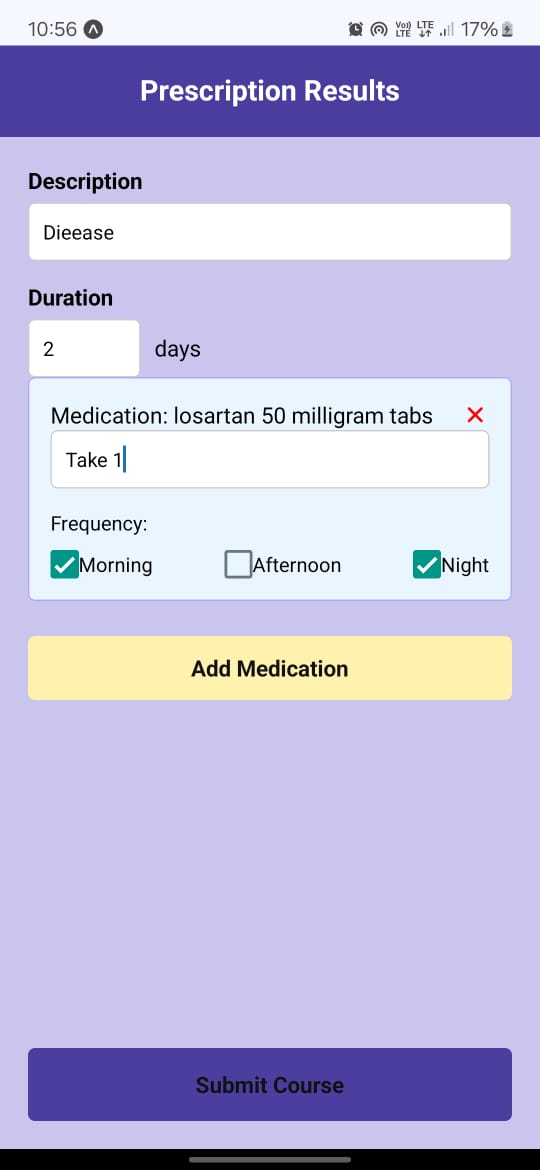 10:56 Vo)) LTE LTE 17%
Prescription Results
Description
Dieease
Duration
2 days
Medication: losartan 50 milligram tabs
Take 1
Frequency:
Morning Afternoon Night
Add Medication
Submit Course